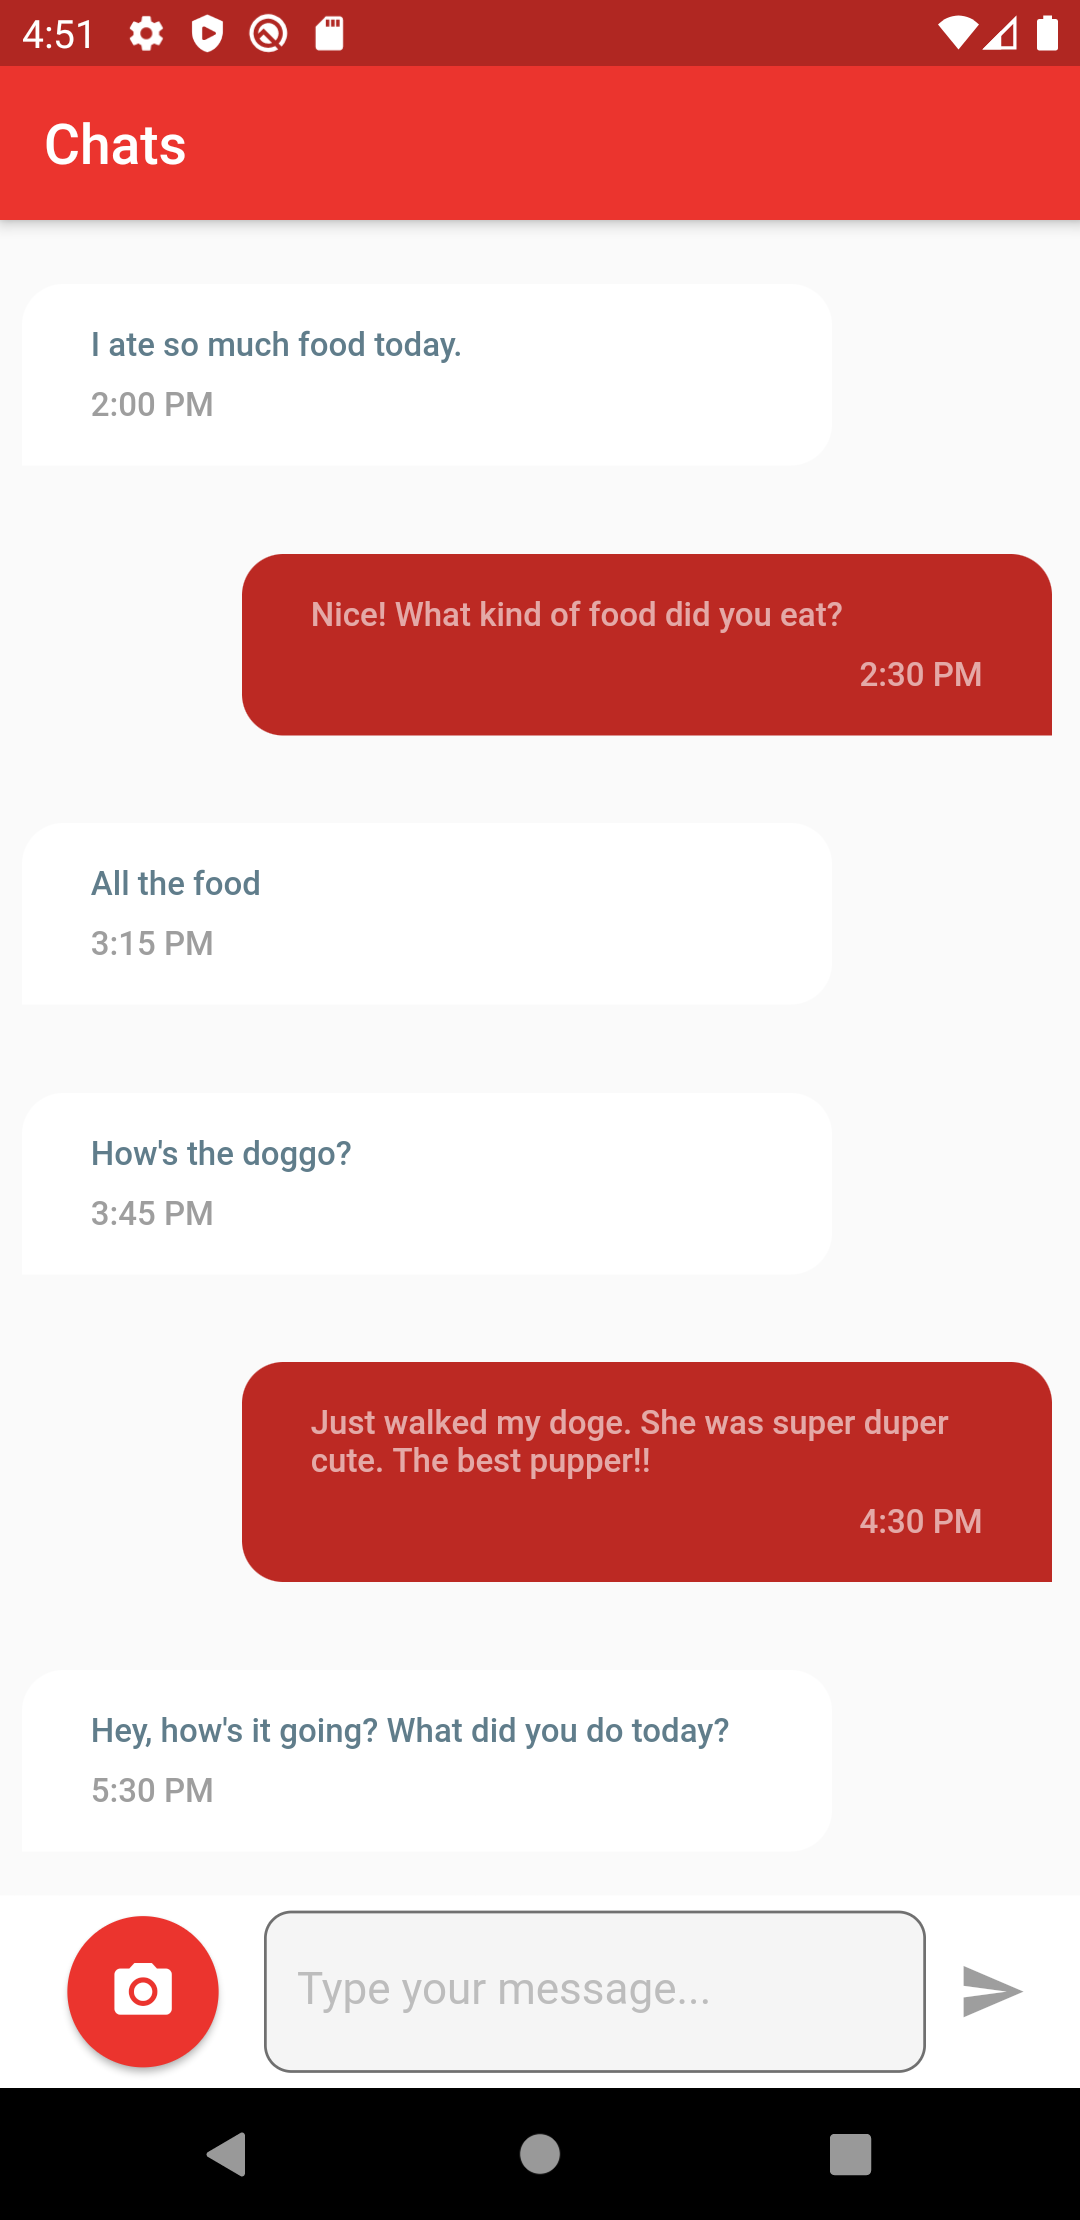 4:51
Chats
I ate so much food today.
2:00 PM
Nice! What kind of food did you eat?
2:30 PM
All the food
3:15 PM
How's the doggo?
3:45 PM
Just walked my doge. She was super duper
cute. The best pupper!!
4:30 PM
Hey, how's it going? What did you do today?
5:30 PM
Type your message...